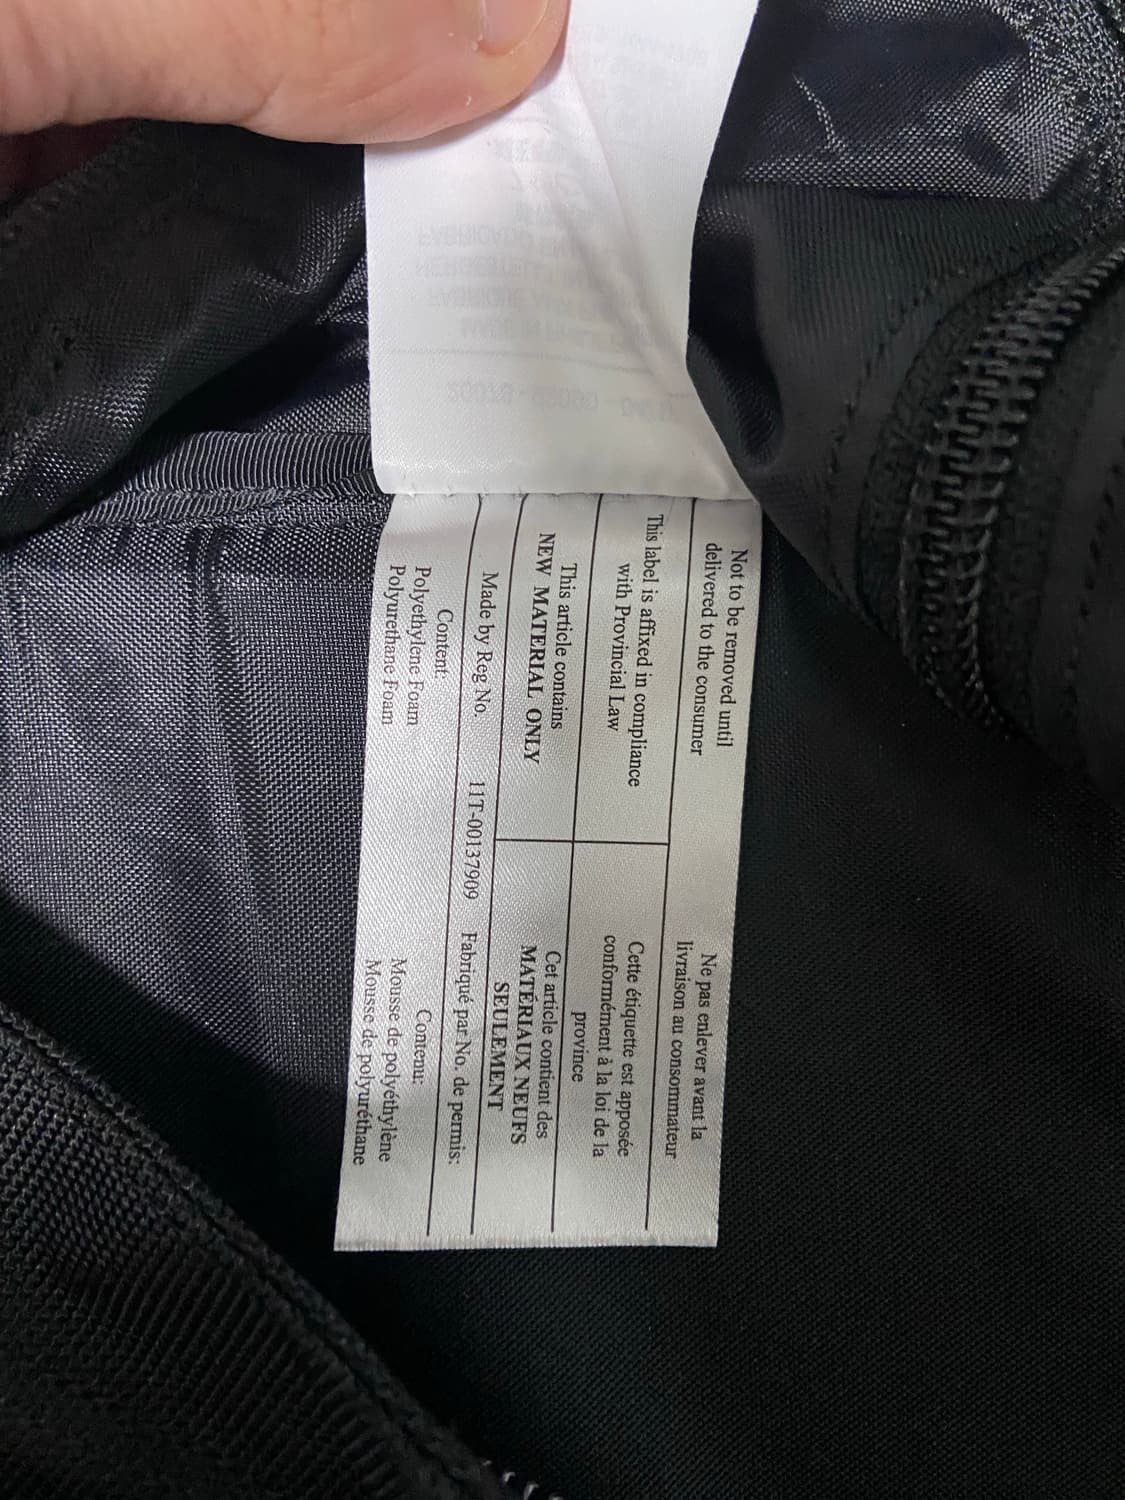 Not to be removed until
delivered to the consumer
Ne pas enlever avant la
livraison au consommateur
This label is affixed in compliance
with Provincial Law
Cette étiquette est apposée
conformément à la loi de la
province
This article contains
NEW MATERIAL ONLY
Cet article contient des
MATÉRIAUX NEUFS
SEULEMENT
Made by Reg No. 11T-00137909 Fabriqué par No. de permis:
Content:
Polyethylene Foam
Polyurethane Foam
Contenu:
Mousse de polyéthylène
Mousse de polyuréthane